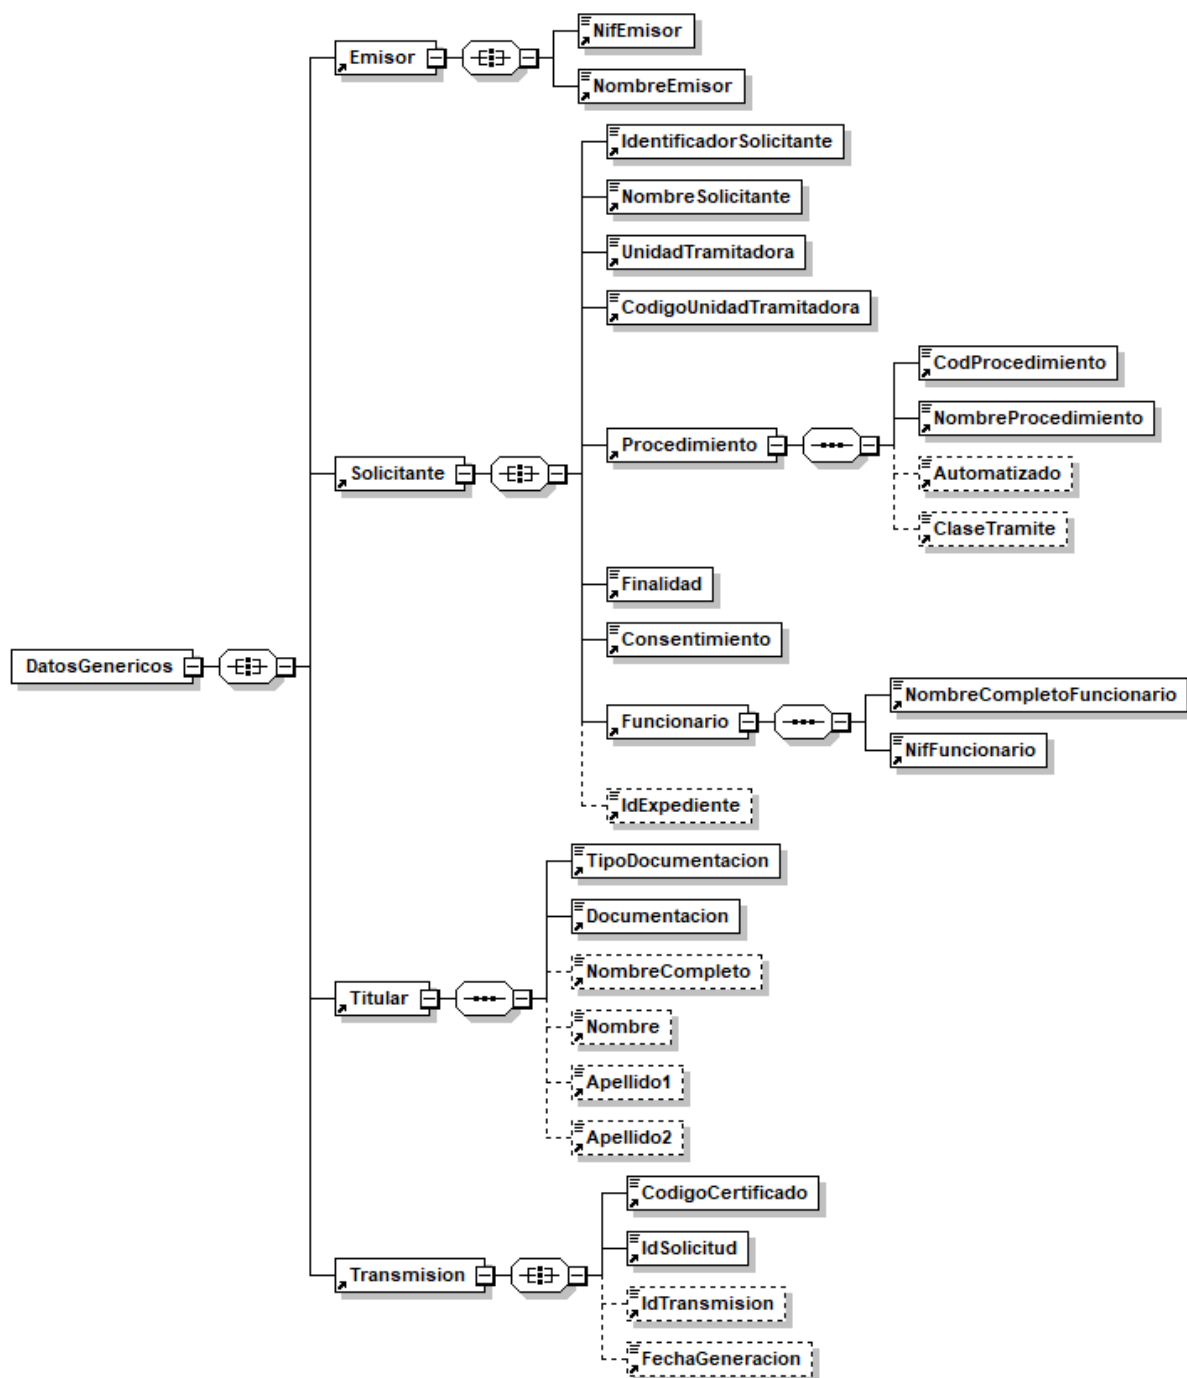 NifEmisor
Emisor
NombreEmisor
IdentificadorSolicitante
NombreSolicitante
UnidadTramitadora
CodigoUnidadTramitadora
CodProcedimiento
NombreProcedimiento
Procedimiento
Solicitante
Automatizado
ClaseTramite
Finalidad
Consentimiento
DatosGenericos
NombreCompletoFuncionario
Funcionario
NifFuncionario
IdExpediente
TipoDocumentacion
Documentacion
NombreCompleto
Titular
Nombre
Apellido1
Apellido2
CodigoCertificado
IdSolicitud
Transmision
IdTransmision
FechaGeneracion